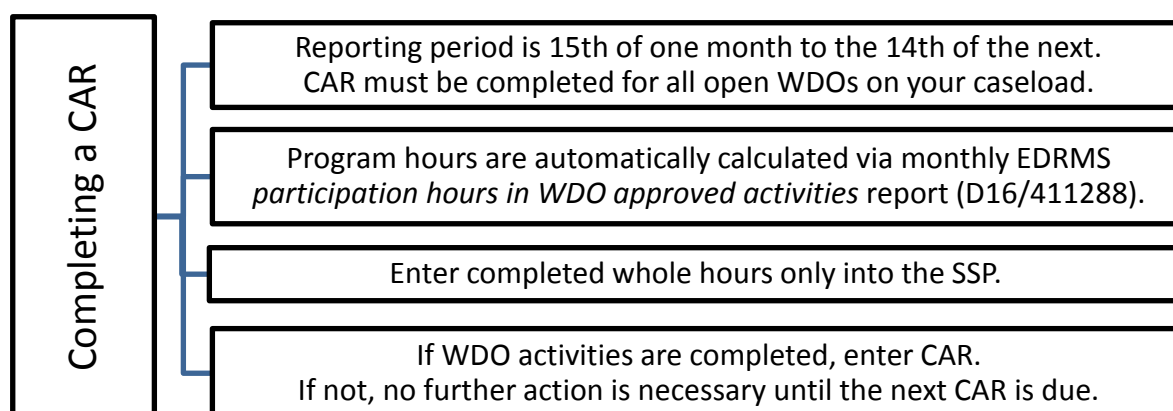 Completing a CAR
Reporting period is 15th of one month to the 14th of the next.
CAR must be completed for all open WDOs on your caseload.
Program hours are automatically calculated via monthly EDRMS
participation hours in WDO approved activities report (D16/411288).
Enter completed whole hours only into the SSP.
If WDO activities are completed, enter CAR.
If not, no further action is necessary until the next CAR is due.